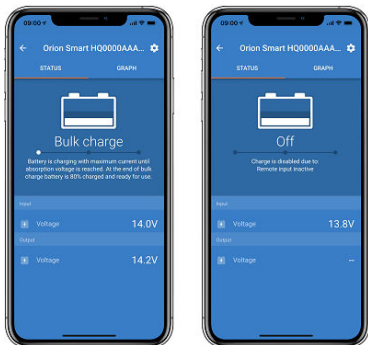 09:00
Orion Smart HQ0000AAA...
STATUS GRAPH
Bulk charge
Battery is charging with maximum current until
absorption voltage is reached. At the end of bulk
charge battery is 80% charged and ready for use.
Input
Voltage 14.0V
Output
Voltage 14.2V
09:00
Orion Smart HQ0000AAA...
STATUS GRAPH
Off
Charge is disabled due to:
Remote input inactive
Input
Voltage 13.8V
Output
Voltage --